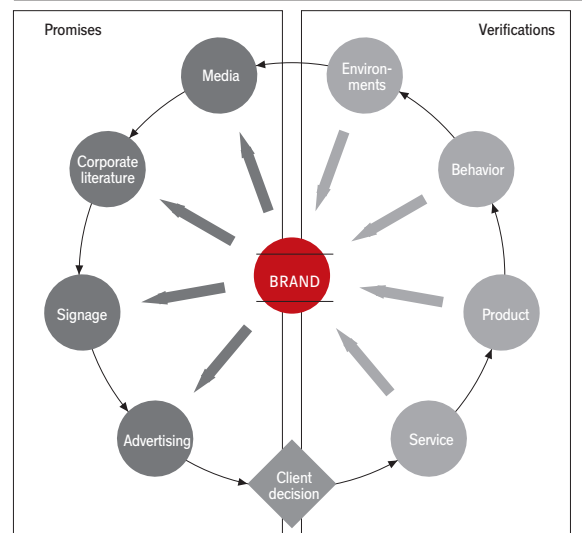 Promises
Verifications
Media
Environ-
ments
Corporate
literature
Behavior
BRAND
Signage
Product
Advertising
Service
Client
decision